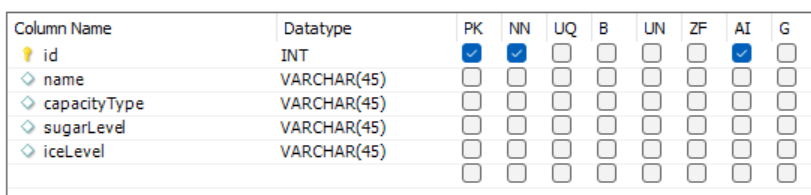 Column Name Datatype PK NN UQ B UN ZF AI G
id INT
name VARCHAR(45)
capacityType VARCHAR(45)
sugarLevel VARCHAR(45)
iceLevel VARCHAR(45)